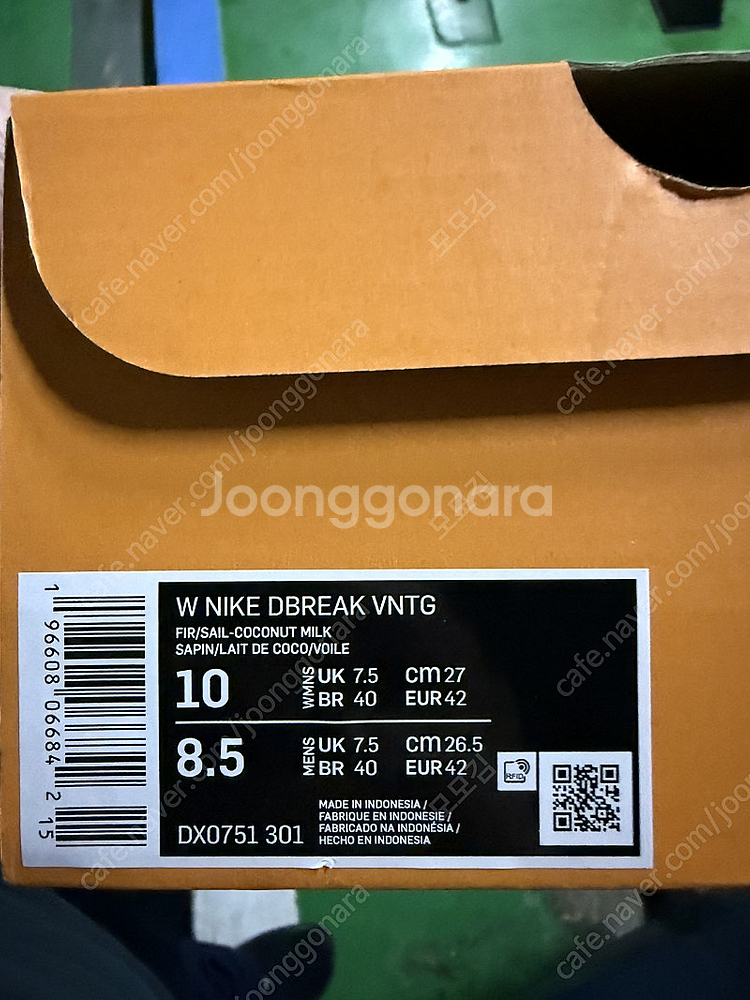 cafe.naver.com/joonggonara
모모킴
Joonggonara
W NIKE DBREAK VNTG
FIR/SAIL-COCONUT MILK
SAPIN/LAIT DE COCO/VOILE
10 WMNS UK 7.5 cm 27
BR 40 EUR 42
8.5 MENS UK 7.5 cm 26.5
BR 40 EUR 42
RFID
DX0751 301
MADE IN INDONESIA /
FABRIQUE EN INDONESIE /
FABRICADO NA INDONÉSIA /
HECHO EN INDONESIA
1 96608 06684 2 15